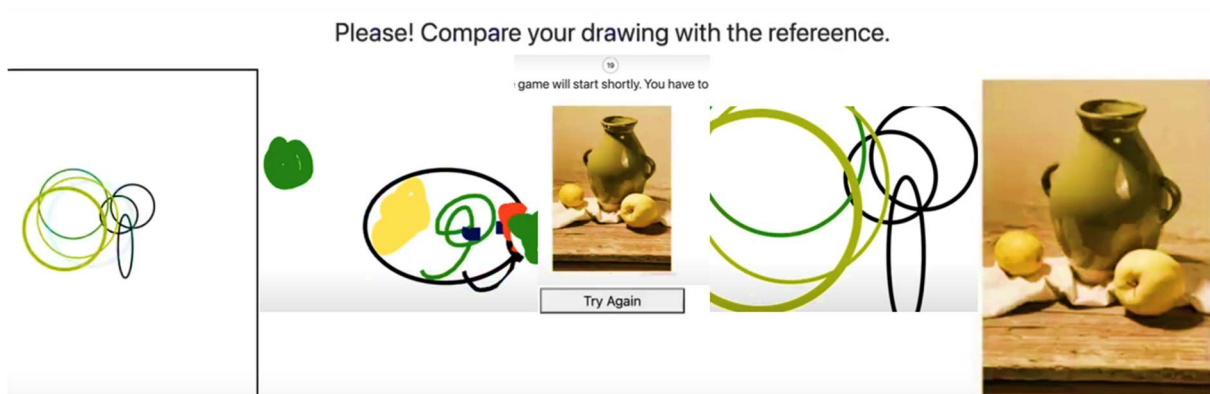 Please! Compare your drawing with the refereence.
19
game will start shortly. You have to
Try Again